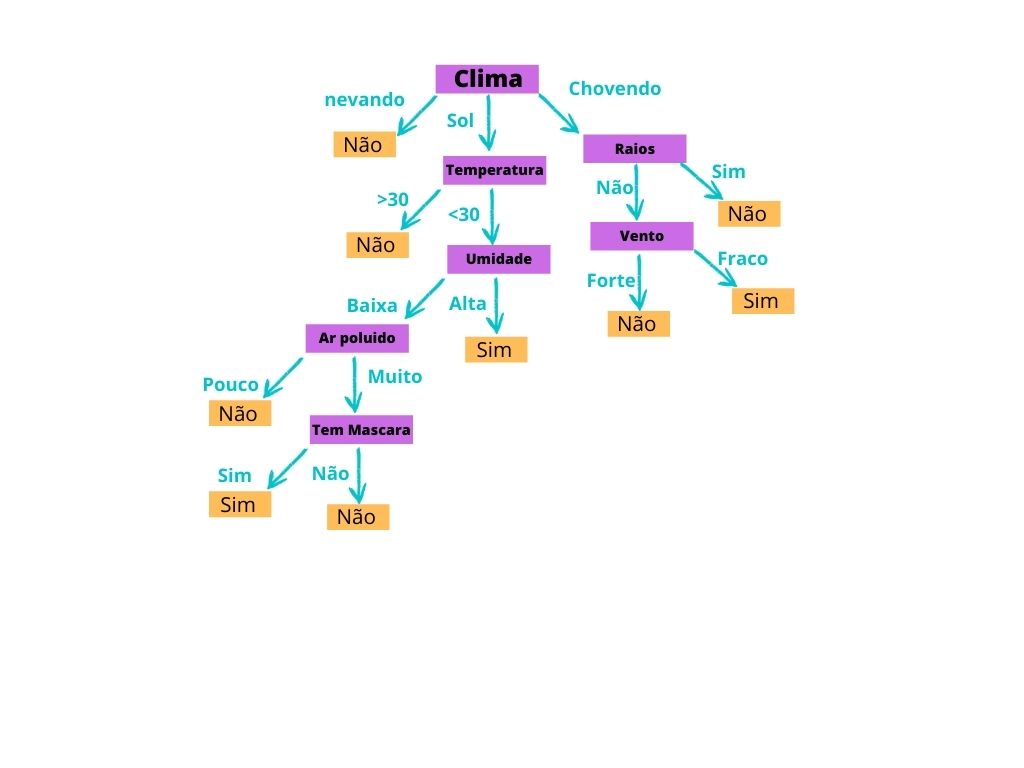 Clima
Chovendo
nevando
Sol
Não
Raios
Temperatura
Sim
Não
>30
<30
Não
Vento
Não
Umidade
Fraco
Forte
Sim
Baixa
Alta
Não
Ar poluido
Sim
Muito
Pouco
Não
Tem Mascara
Sim
Não
Sim
Não